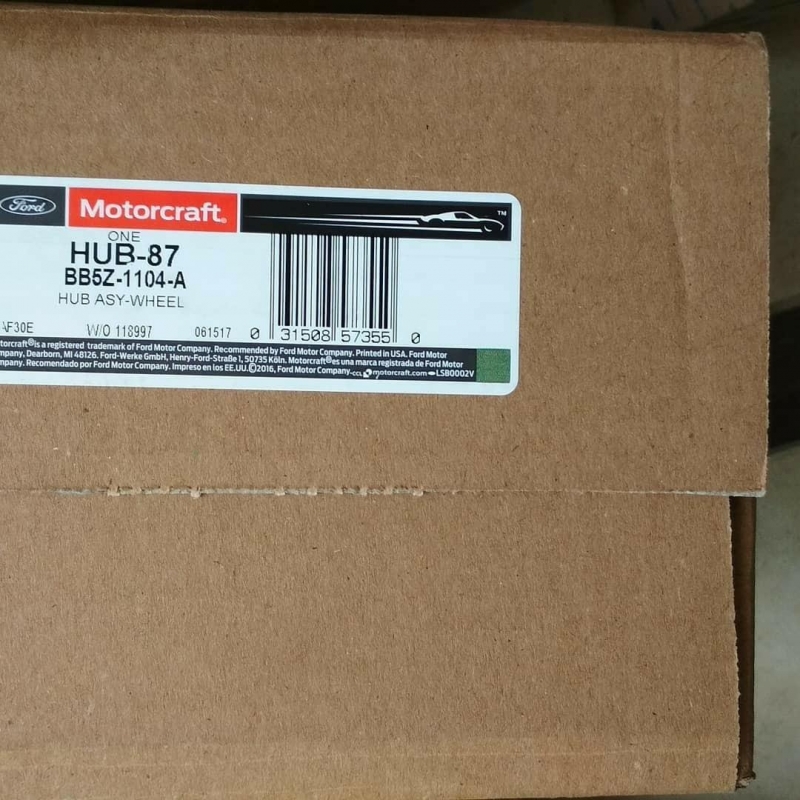 Ford Motorcraft® ™
ONE
HUB-87
BB5Z-1104-A
HUB ASY-WHEEL
AF30E W/O 118997 061517 0 31508 57355 0
torcraft®is a registered trademark of Ford Motor Company. Recommended by Ford Motor Company. Printed in USA. Ford Motor
mpany, Dearborn, MI 48126. Ford-Werke GmbH, Henry-Ford-Straße1, 50735 Köln. Motorcraft®es una marca registrada de Ford Motor
mpany. Recomendado por Ford Motor Company. Impreso en los EE.UU.©2016, Ford Motor Company-CCL motorcraft.com LSB0002V